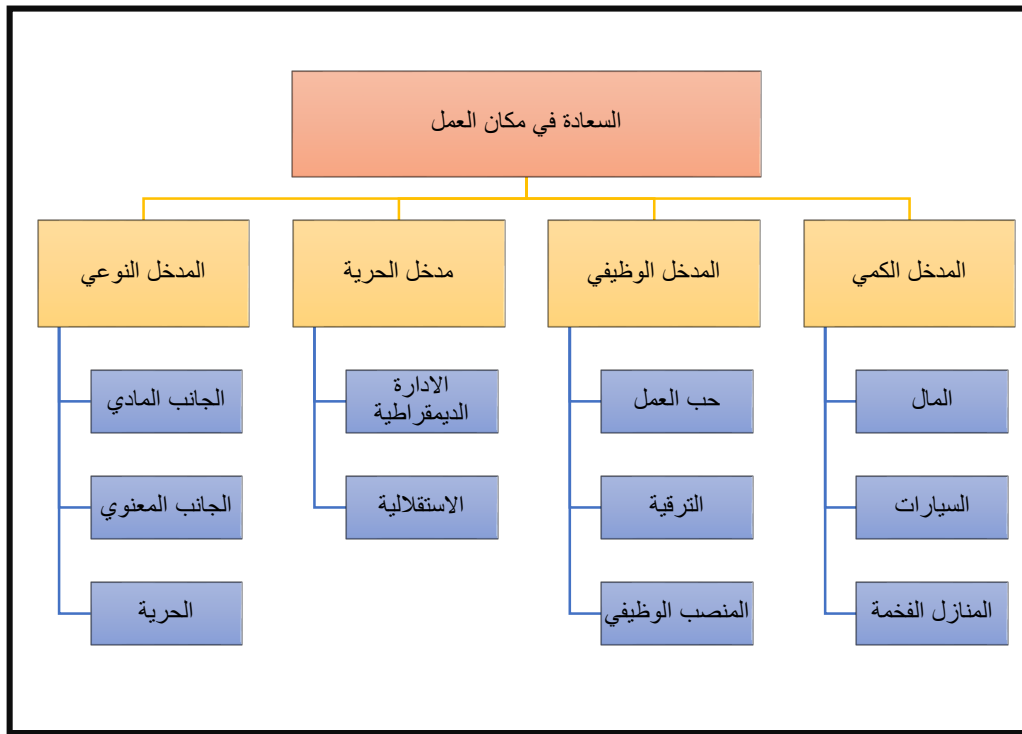 السعادة في مكان العمل
المدخل الكمي
المدخل الوظيفي
مدخل الحرية
المدخل النوعي
المال
السيارات
المنازل الفخمة
حب العمل
الترقية
المنصب الوظيفي
الادارة
الديمقراطية
الاستقلالية
الجانب المادي
الجانب المعنوي
الحرية